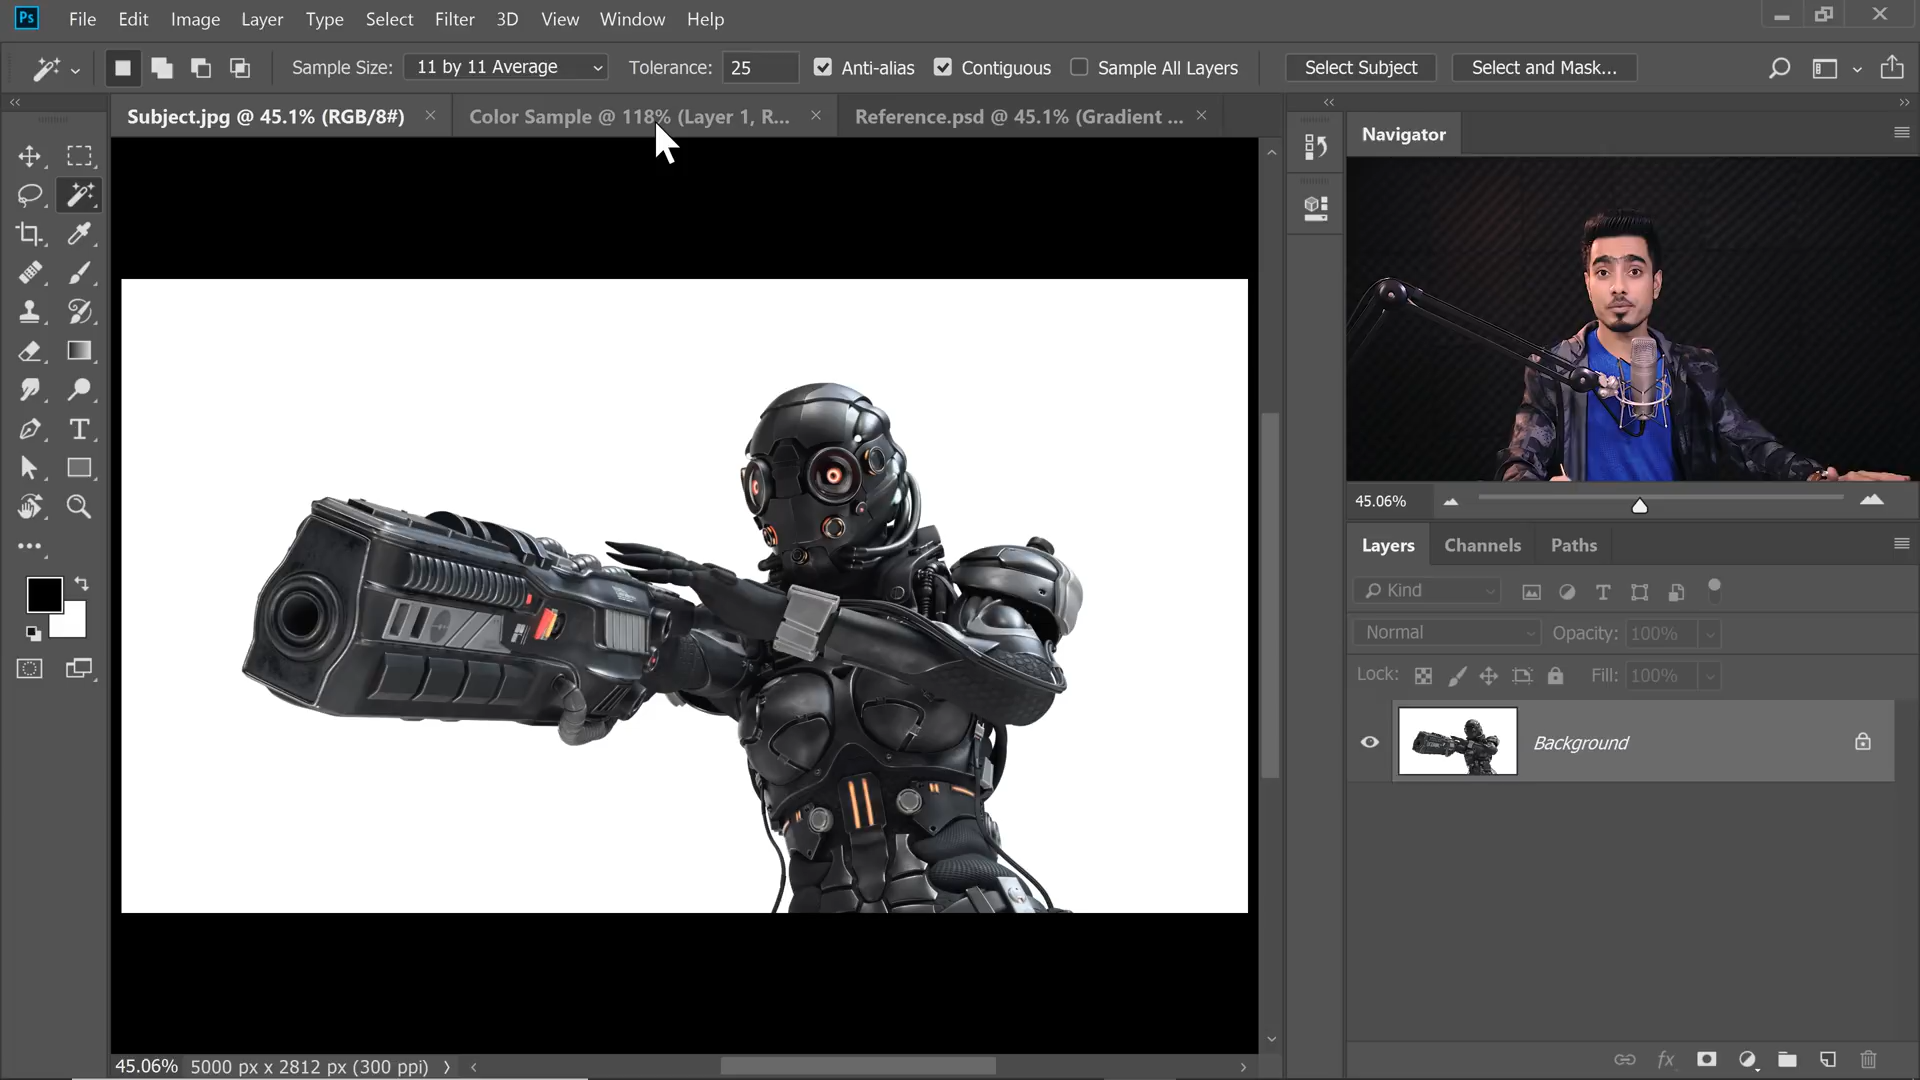 Ps File Edit Image Layer Type Select Filter 3D View Window Help
Sample Size: 11 by 11 Average Tolerance: 25 Anti-alias Contiguous Sample All Layers Select Subject Select and Mask...
Subject.jpg @ 45.1% (RGB/8#) Color Sample @ 118% (Layer 1, R... Reference.psd @ 45.1% (Gradient ...
Navigator
45.06%
Layers Channels Paths
Kind
Normal Opacity: 100%
Lock: Fill: 100%
Background
45.06% 5000 px x 2812 px (300 ppi)
fx